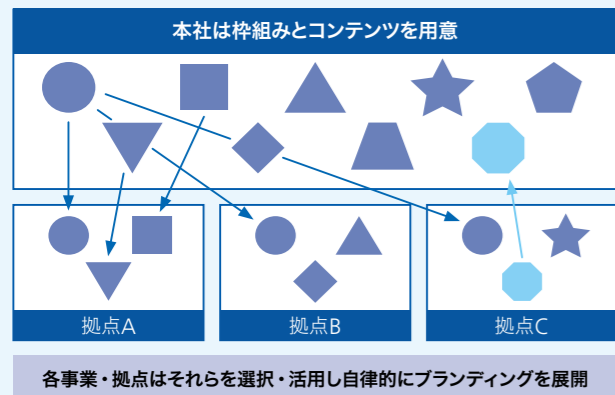 本社は枠組みとコンテンツを用意
拠点A
拠点B
拠点C
各事業・拠点はそれらを選択・活用し自律的にブランディングを展開